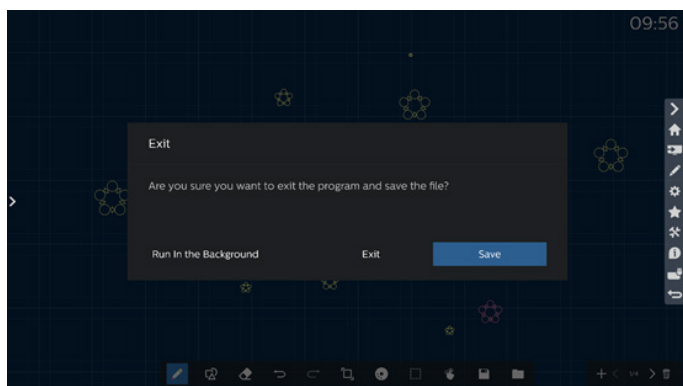 09:56
Exit
Are you sure you want to exit the program and save the file?
Run In the Background Exit Save